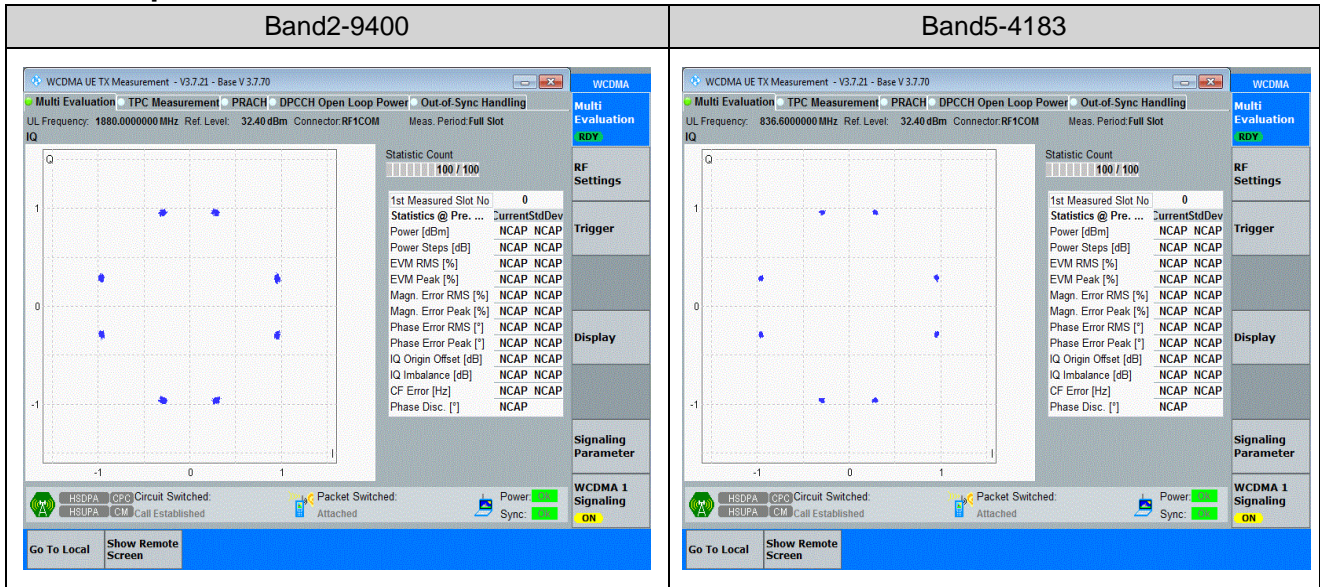 Band2-9400
WCDMA UE TX Measurement - V3.7.21 - Base V 3.7.70
WCDMA
Multi Evaluation TPC Measurement PRACH DPCCH Open Loop Power Out-of-Sync Handling
UL Frequency: 1880.0000000 MHz Ref. Level: 32.40 dBm Connector:RF1COM Meas. Period:Full Slot
IQ
Q
1
0
-1
-1 0 1
I
Statistic Count
100 / 100
1st Measured Slot No 0
Statistics @ Pre. ... CurrentStdDev
Power [dBm] NCAP NCAP
Power Steps [dB] NCAP NCAP
EVM RMS [%] NCAP NCAP
EVM Peak [%] NCAP NCAP
Magn. Error RMS [%] NCAP NCAP
Magn. Error Peak [%] NCAP NCAP
Phase Error RMS [°] NCAP NCAP
Phase Error Peak [°] NCAP NCAP
IQ Origin Offset [dB] NCAP NCAP
IQ Imbalance [dB] NCAP NCAP
CF Error [Hz] NCAP NCAP
Phase Disc. [°] NCAP
Multi
Evaluation
RDY
RF
Settings
Trigger
Display
Signaling
Parameter
WCDMA 1
Signaling
ON
HSDPA CPC Circuit Switched: Packet Switched: Power: Ok
HSUPA CM Call Established Attached Sync: Ok
Go To Local Show Remote
Screen
Band5-4183
WCDMA UE TX Measurement - V3.7.21 - Base V 3.7.70
WCDMA
Multi Evaluation TPC Measurement PRACH DPCCH Open Loop Power Out-of-Sync Handling
UL Frequency: 836.6000000 MHz Ref. Level: 32.40 dBm Connector:RF1COM Meas. Period:Full Slot
IQ
Q
1
0
-1
-1 0 1
I
Statistic Count
100 / 100
1st Measured Slot No 0
Statistics @ Pre. ... CurrentStdDev
Power [dBm] NCAP NCAP
Power Steps [dB] NCAP NCAP
EVM RMS [%] NCAP NCAP
EVM Peak [%] NCAP NCAP
Magn. Error RMS [%] NCAP NCAP
Magn. Error Peak [%] NCAP NCAP
Phase Error RMS [°] NCAP NCAP
Phase Error Peak [°] NCAP NCAP
IQ Origin Offset [dB] NCAP NCAP
IQ Imbalance [dB] NCAP NCAP
CF Error [Hz] NCAP NCAP
Phase Disc. [°] NCAP
Multi
Evaluation
RDY
RF
Settings
Trigger
Display
Signaling
Parameter
WCDMA 1
Signaling
ON
HSDPA CPC Circuit Switched: Packet Switched: Power: Ok
HSUPA CM Call Established Attached Sync: Ok
Go To Local Show Remote
Screen